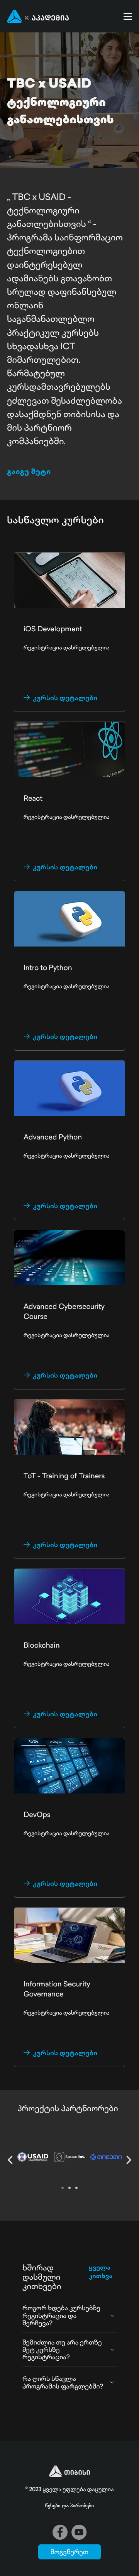 × აკადემია
TBC x USAID
ტექნოლოგიური
განათლებისთვის
„ TBC x USAID -
ტექნოლოგიური
განათლებისთვის “ -
პროგრამა საინფორმაციო
ტექნოლოგიებით
დაინტერესებულ
ადამიანებს გთავაზობთ
სრულად დაფინანსებულ
ონლაინ
საგანმანათლებლო
პრაქტიკულ კურსებს
სხვადასხვა ICT
მიმართულებით.
წარმატებულ
კურსდამთავრებულებს
ეძლევათ შესაძლებლობა
დასაქმდნენ თიბისისა და
მის პარტნიორ
კომპანიებში.
გაიგე მეტი
სასწავლო კურსები
iOS Development
რეგისტრაცია დასრულებულია
→ კურსის დეტალები
React
რეგისტრაცია დასრულებულია
→ კურსის დეტალები
Intro to Python
რეგისტრაცია დასრულებულია
→ კურსის დეტალები
Advanced Python
რეგისტრაცია დასრულებულია
→ კურსის დეტალები
Advanced Cybersecurity
Course
რეგისტრაცია დასრულებულია
→ კურსის დეტალები
ToT - Training of Trainers
რეგისტრაცია დასრულებულია
→ კურსის დეტალები
Blockchain
რეგისტრაცია დასრულებულია
→ კურსის დეტალები
DevOps
რეგისტრაცია დასრულებულია
→ კურსის დეტალები
Information Security
Governance
რეგისტრაცია დასრულებულია
→ კურსის დეტალები
პროექტის პარტნიორები
USAID
ხშირად
დასმული
კითხვები
ყველა
კითხვა
როგორ ხდება კურსებზე
რეგისტრაცია და
შერჩევა?
შემიძლია თუ არა ერთზე
მეტ კურსზე
რეგისტრაცია?
რა ღირს სწავლა
პროგრამის ფარგლებში?
თიბისი
© 2023 ყველა უფლება დაცულია
წესები და პირობები
მოგვწერეთ